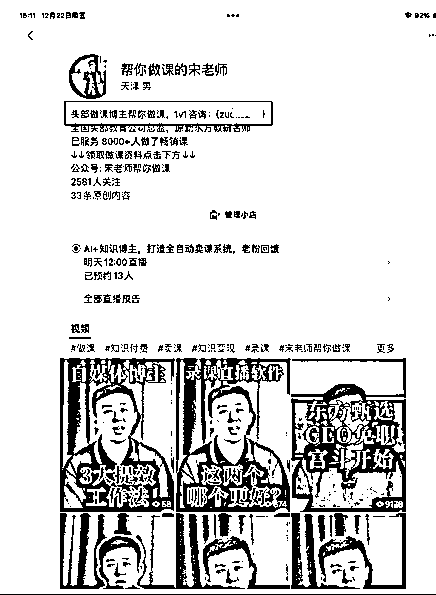 15:11 12月22日周五
92%
帮你做课的宋老师
天津 男
头部做课博主帮你做课，1v1咨询：(zuo
全国头部教育公司总监，原新东方教研名师
已服务 8000+人做了畅销课
↓↓领取做课资料点击下方↓↓
公众号: 宋老师帮你做课
2581人关注
33条原创内容
管理小店
AI+知识博主，打造全自动卖课系统，老粉回馈
明天12:00直播
已预约13人
全部直播预告
视频
#做课 #知识付费 #卖课 #知识变现 #录课 #宋老师帮你做课 更多
自媒体博主
3大提效
工作法
58
录课直播软件
这两个
哪个更好?
74
东方甄选
CEO免职
宫斗开始
9128